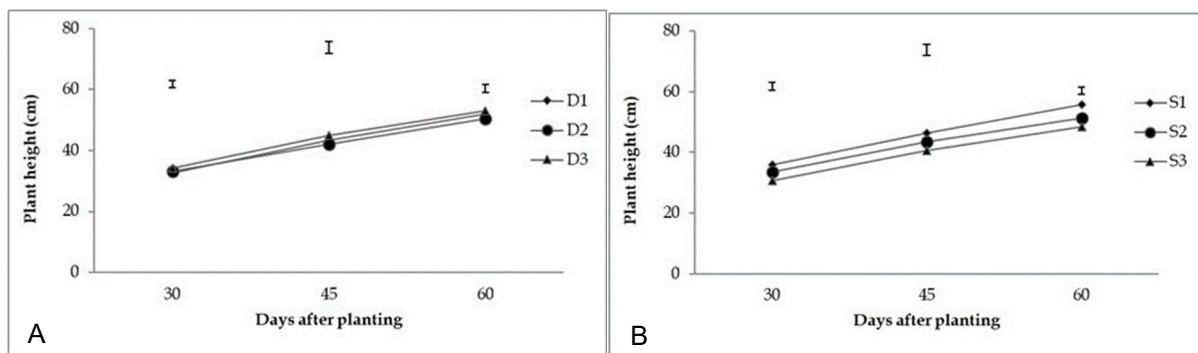 80
60
40
20
0
Plant height (cm)
30 45 60
Days after planting
D1
D2
D3
A
80
60
40
20
0
Plant height (cm)
30 45 60
Days after planting
S1
S2
S3
B